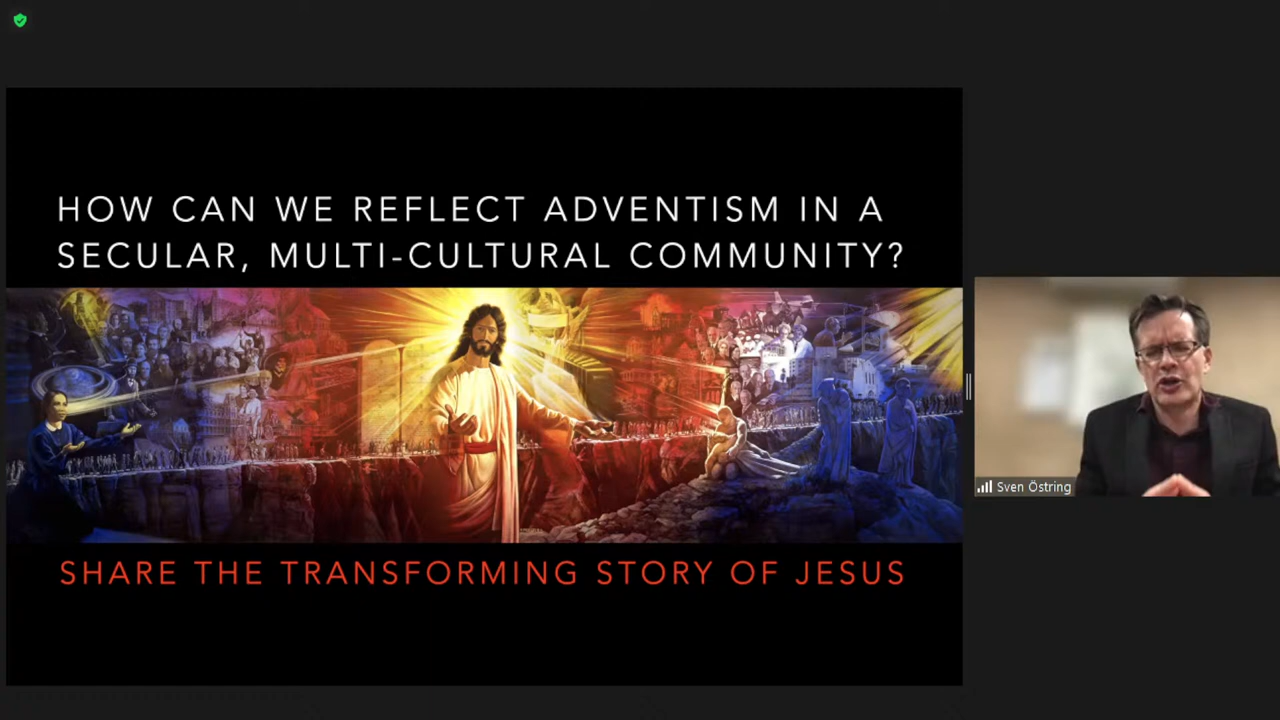 HOW CAN WE REFLECT ADVENTISM IN A
SECULAR, MULTI-CULTURAL COMMUNITY?
SHARE THE TRANSFORMING STORY OF JESUS
Sven Östring